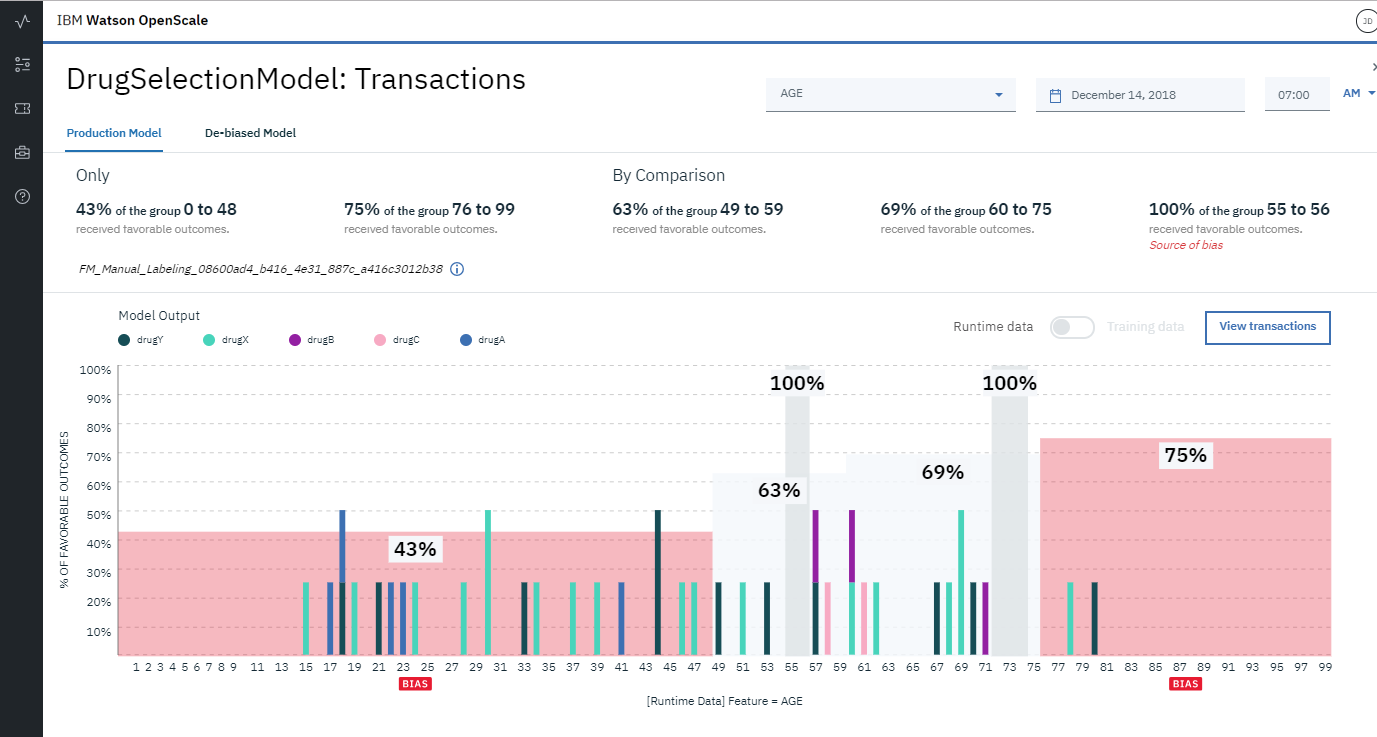 IBM Watson OpenScale
JD
DrugSelectionModel: Transactions
AGE
December 14, 2018
07:00
AM
Production Model
De-biased Model
Only
By Comparison
43% of the group 0 to 48
received favorable outcomes.
75% of the group 76 to 99
received favorable outcomes.
63% of the group 49 to 59
received favorable outcomes.
69% of the group 60 to 75
received favorable outcomes.
100% of the group 55 to 56
received favorable outcomes.
Source of bias
FM_Manual_Labeling_08600ad4_b416_4e31_887c_a416c3012b38
Model Output
drugY drugX drugB drugC drugA
Runtime data
Training data
View transactions
% OF FAVORABLE OUTCOMES
100%
90%
80%
70%
60%
50%
40%
30%
20%
10%
43%
63%
100%
69%
100%
75%
1 2 3 4 5 6 7 8 9 11 13 15 17 19 21 23 25 27 29 31 33 35 37 39 41 43 45 47 49 51 53 55 57 59 61 63 65 67 69 71 73 75 77 79 81 83 85 87 89 91 93 95 97 99
BIAS
BIAS
[Runtime Data] Feature = AGE